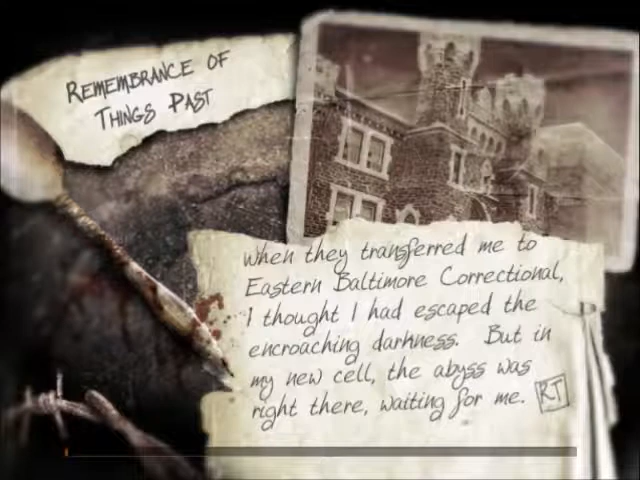 REMEMBRANCE OF
THINGS PAST
When they transferred me to
Eastern Baltimore Correctional,
I thought I had escaped the
encroaching darkness. But in
my new cell, the abyss was
right there, waiting for me. RT